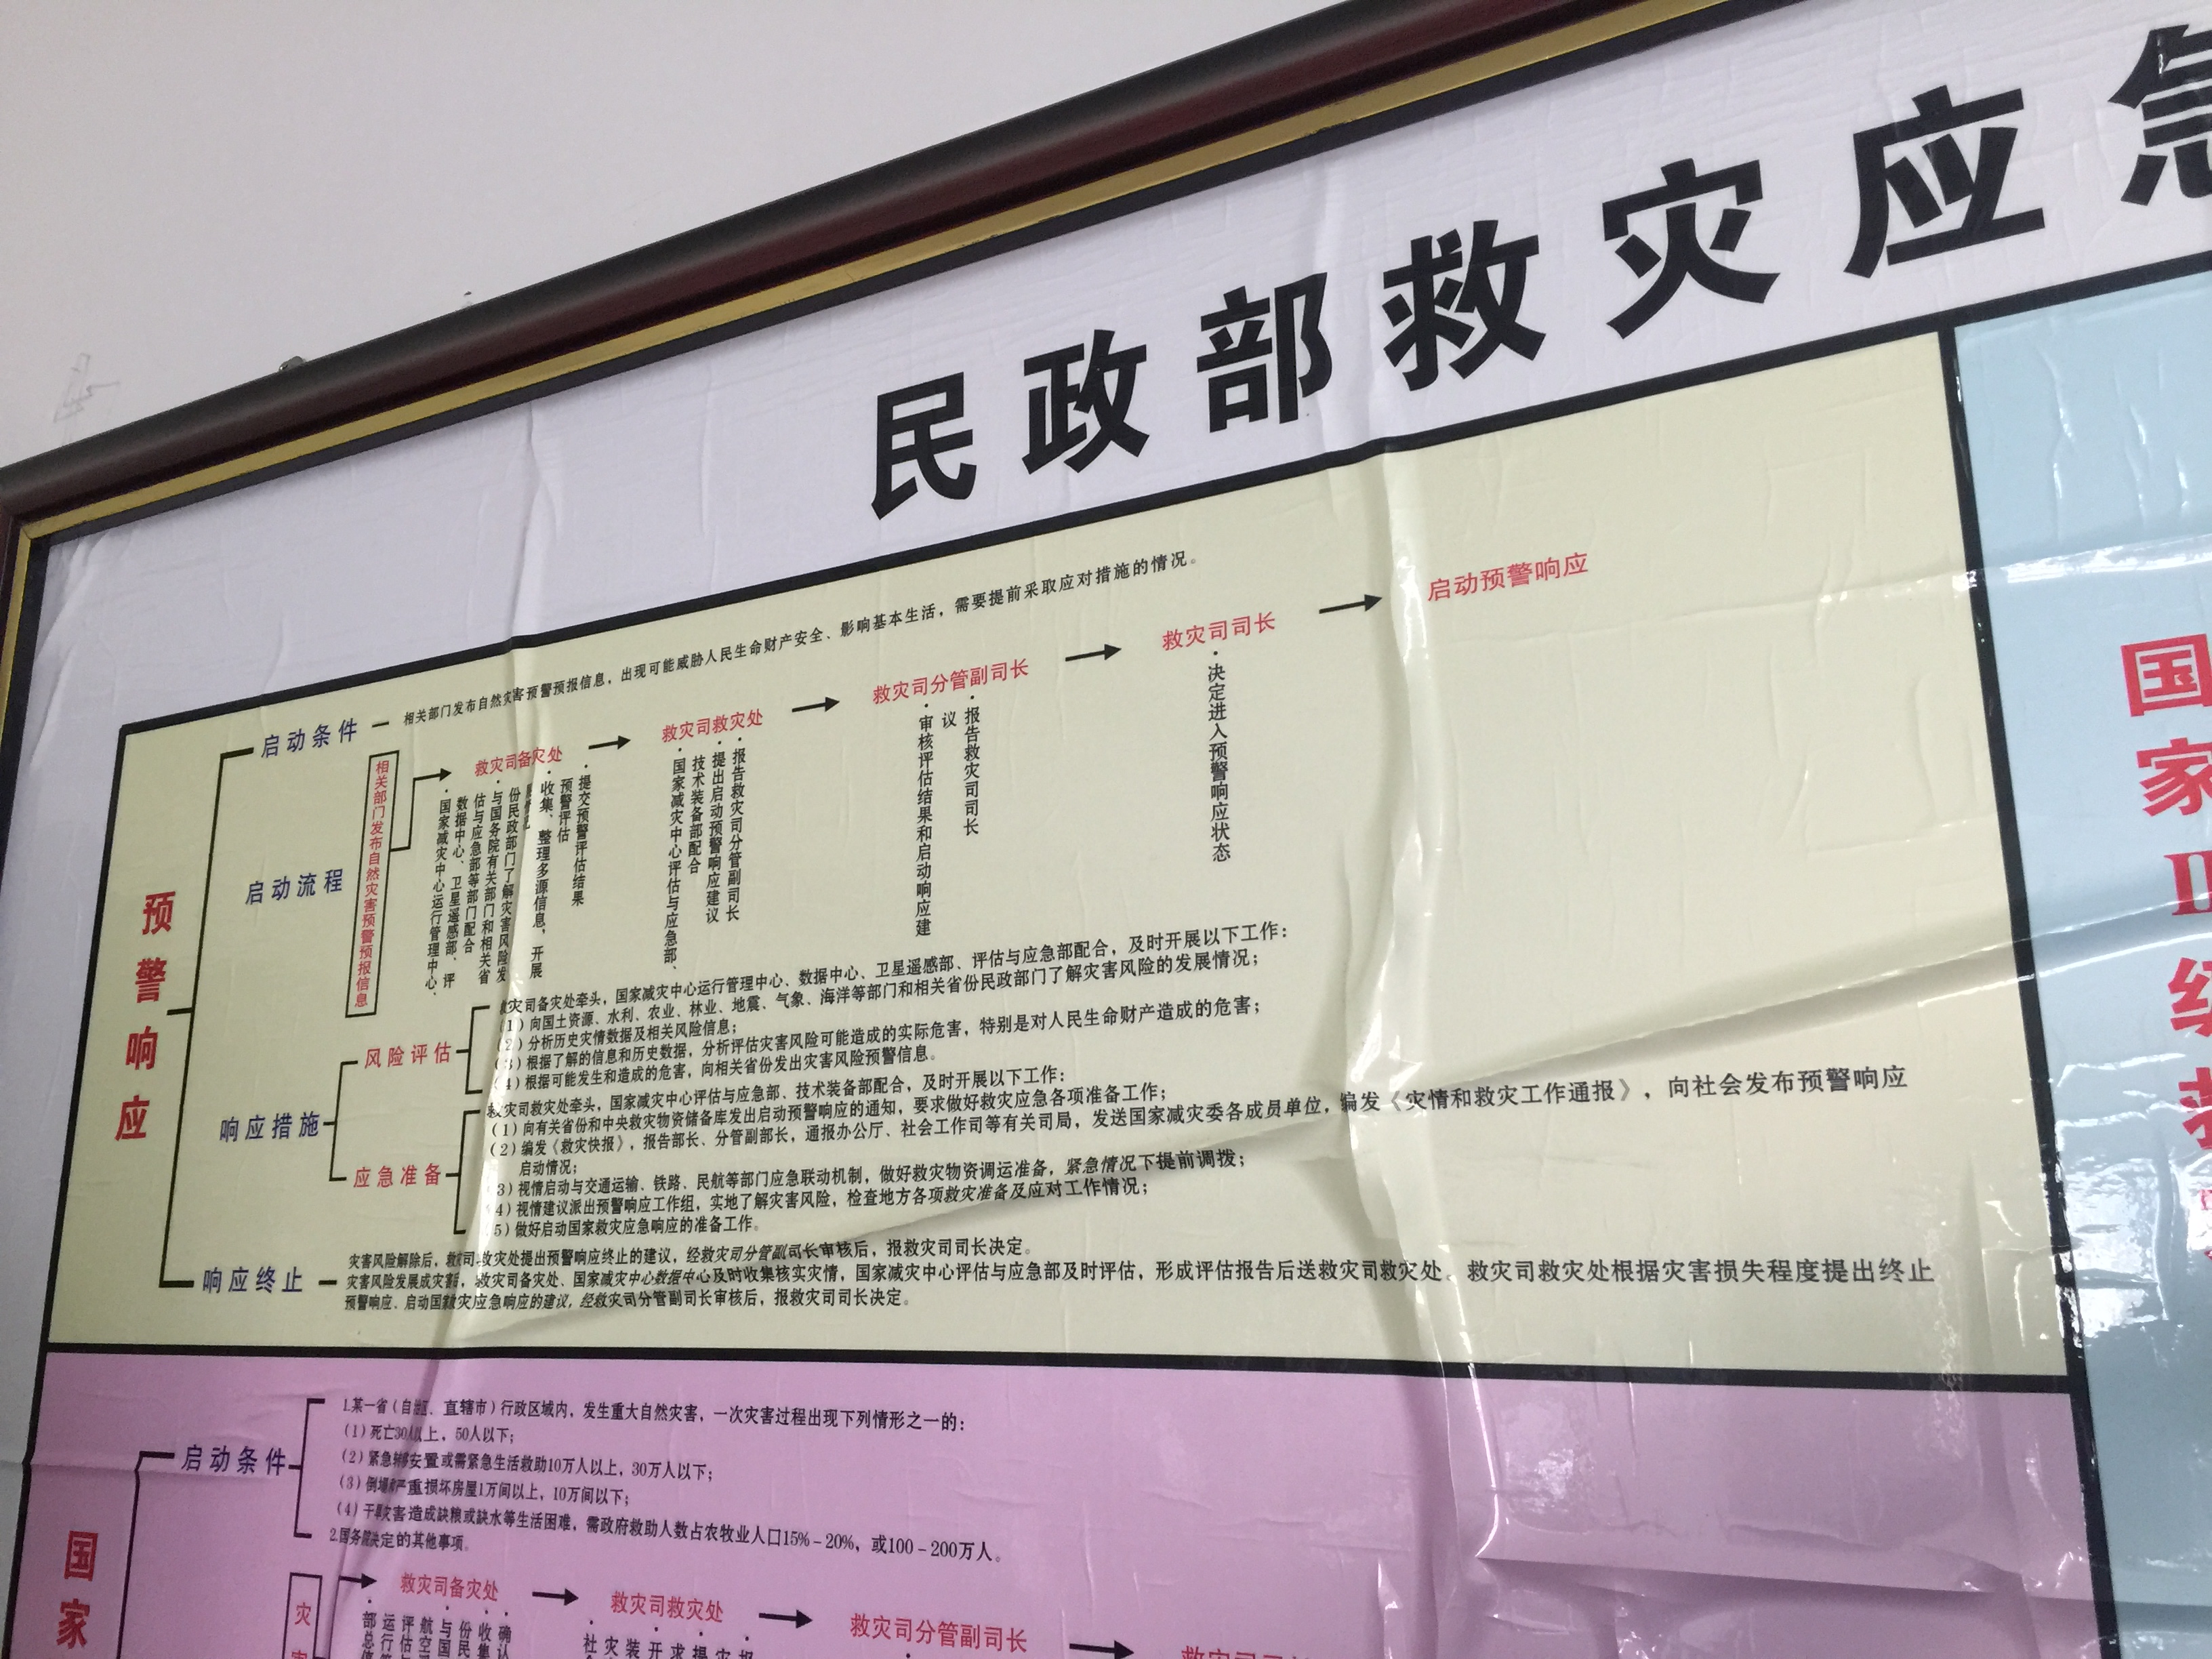 民政部救灾应急
预警响应
启动条件
相关部门发布自然灾害预警预报信息，出现可能威胁人民生命财产安全、影响基本生活，需要提前采取应对措施的情况。
启动流程
相关部门发布自然灾害预警预报信息
救灾司备灾处
·国家减灾中心运行管理中心、
数据中心、卫星遥感部、评
估与应急部等部门配合
·与国务院有关部门和相关省
份民政部门了解灾害风险发
·收集、整理多源信息，开展
预警评估
·提交预警评估结果
救灾司救灾处
·国家减灾中心评估与应急部、
技术装备部配合
·提出启动预警响应建议
·报告救灾司分管副司长
救灾司分管副司长
·审核评估结果和启动响应建
议
·报告救灾司司长
救灾司司长
·决定进入预警响应状态
启动预警响应
响应措施
风险评估
灾司备灾处牵头，国家减灾中心运行管理中心、数据中心、卫星遥感部、评估与应急部配合，及时开展以下工作：
（1）向国土资源、水利、农业、林业、地震、气象、海洋等部门和相关省份民政部门了解灾害风险的发展情况；
（2）分析历史灾情数据及相关风险信息；
（3）根据了解的信息和历史数据，分析评估灾害风险可能造成的实际危害，特别是对人民生命财产造成的危害；
（4）根据可能发生和造成的危害，向相关省份发出灾害风险预警信息。
应急准备
救灾司救灾处牵头，国家减灾中心评估与应急部、技术装备部配合，及时开展以下工作：
（1）向有关省份和中央救灾物资储备库发出启动预警响应的通知，要求做好救灾应急各项准备工作；
（2）编发《救灾快报》，报告部长、分管副部长，通报办公厅、社会工作司等有关司局，发送国家减灾委各成员单位，编发《灾情和救灾工作通报》，向社会发布预警响应
启动情况；
（3）视情启动与交通运输、铁路、民航等部门应急联动机制，做好救灾物资调运准备，紧急情况下提前调拨；
（4）视情建议派出预警响应工作组，实地了解灾害风险，检查地方各项救灾准备及应对工作情况；
（5）做好启动国家救灾应急响应的准备工作。
响应终止
灾害风险解除后，救灾司救灾处提出预警响应终止的建议，经救灾司分管副司长审核后，报救灾司司长决定。
灾害风险发展成灾害后，救灾司备灾处、国家减灾中心数据中心及时收集核实灾情，国家减灾中心评估与应急部及时评估，形成评估报告后送救灾司救灾处。救灾司救灾处根据灾害损失程度提出终止
预警响应、启动国家救灾应急响应的建议，经救灾司分管副司长审核后，报救灾司司长决定。
国家
启动条件
1.某一省（自治区、直辖市）行政区域内，发生重大自然灾害，一次灾害过程出现下列情形之一的：
（1）死亡30人以上，50人以下；
（2）紧急转移安置或需紧急生活救助10万人以上，30万人以下；
（3）倒塌和严重损坏房屋1万间以上，10万间以下；
（4）干旱灾害造成缺粮或缺水等生活困难，需政府救助人数占农牧业人口15%－20%，或100－200万人。
2.国务院决定的其他事项。
灾
救灾司备灾处
救灾司救灾处
救灾司分管副司长
国家II级